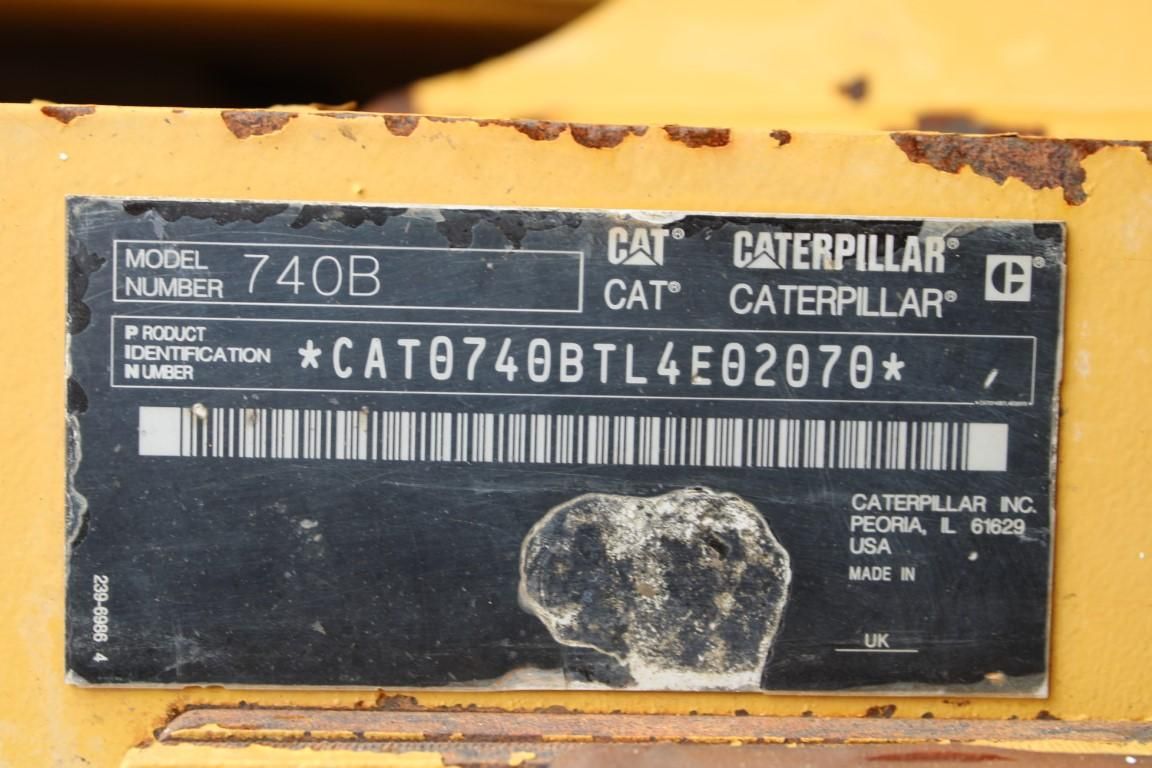 MODEL NUMBER 740B
CAT® CATERPILLAR®
CAT® CATERPILLAR®
PRODUCT
IDENTIFICATION
NUMBER
*CAT0740BTL4E02070*
CATERPILLAR INC.
PEORIA, IL 61629
USA
MADE IN
UK
239-6986 4